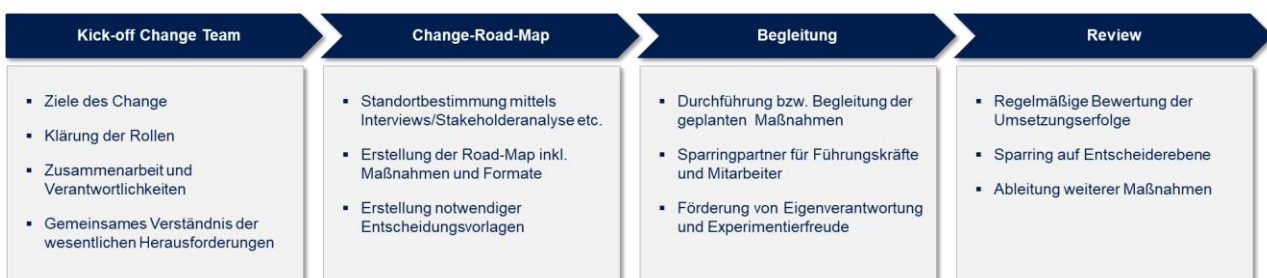 Kick-off Change Team
Change-Road-Map
Begleitung
Review
▪ Ziele des Change
▪ Klärung der Rollen
▪ Zusammenarbeit und
Verantwortlichkeiten
▪ Gemeinsames Verständnis der
wesentlichen Herausforderungen
▪ Standortbestimmung mittels
Interviews/Stakeholderanalyse etc.
▪ Erstellung der Road-Map inkl.
Maßnahmen und Formate
▪ Erstellung notwendiger
Entscheidungsvorlagen
▪ Durchführung bzw. Begleitung der
geplanten Maßnahmen
▪ Sparringpartner für Führungskräfte
und Mitarbeiter
▪ Förderung von Eigenverantwortung
und Experimentierfreude
▪ Regelmäßige Bewertung der
Umsetzungserfolge
▪ Sparring auf Entscheiderebene
▪ Ableitung weiterer Maßnahmen